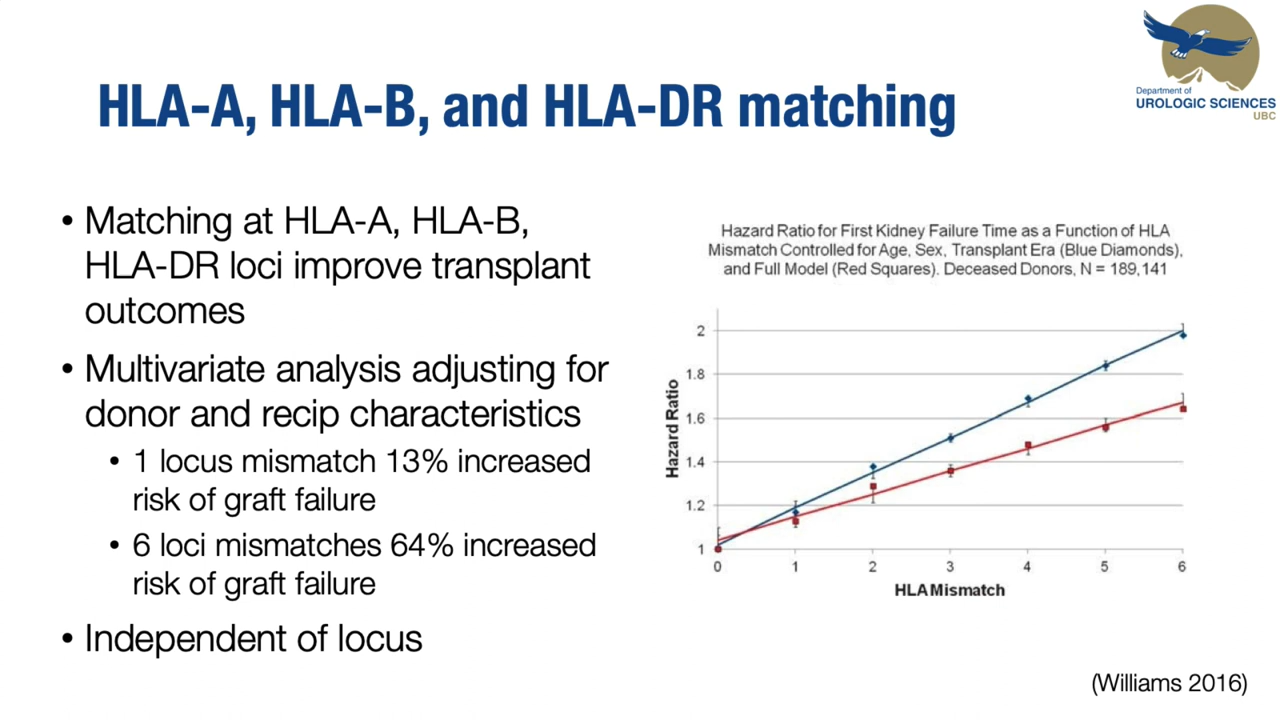 Department of
UROLOGIC SCIENCES
UBC
HLA-A, HLA-B, and HLA-DR matching
• Matching at HLA-A, HLA-B,
HLA-DR loci improve transplant
outcomes
• Multivariate analysis adjusting for
donor and recip characteristics
• 1 locus mismatch 13% increased
risk of graft failure
• 6 loci mismatches 64% increased
risk of graft failure
• Independent of locus
Hazard Ratio for First Kidney Failure Time as a Function of HLA
Mismatch Controlled for Age, Sex, Transplant Era (Blue Diamonds),
and Full Model (Red Squares). Deceased Donors, N = 189,141
Hazard Ratio
2
1.8
1.6
1.4
1.2
1
0 1 2 3 4 5 6
HLA Mismatch
(Williams 2016)